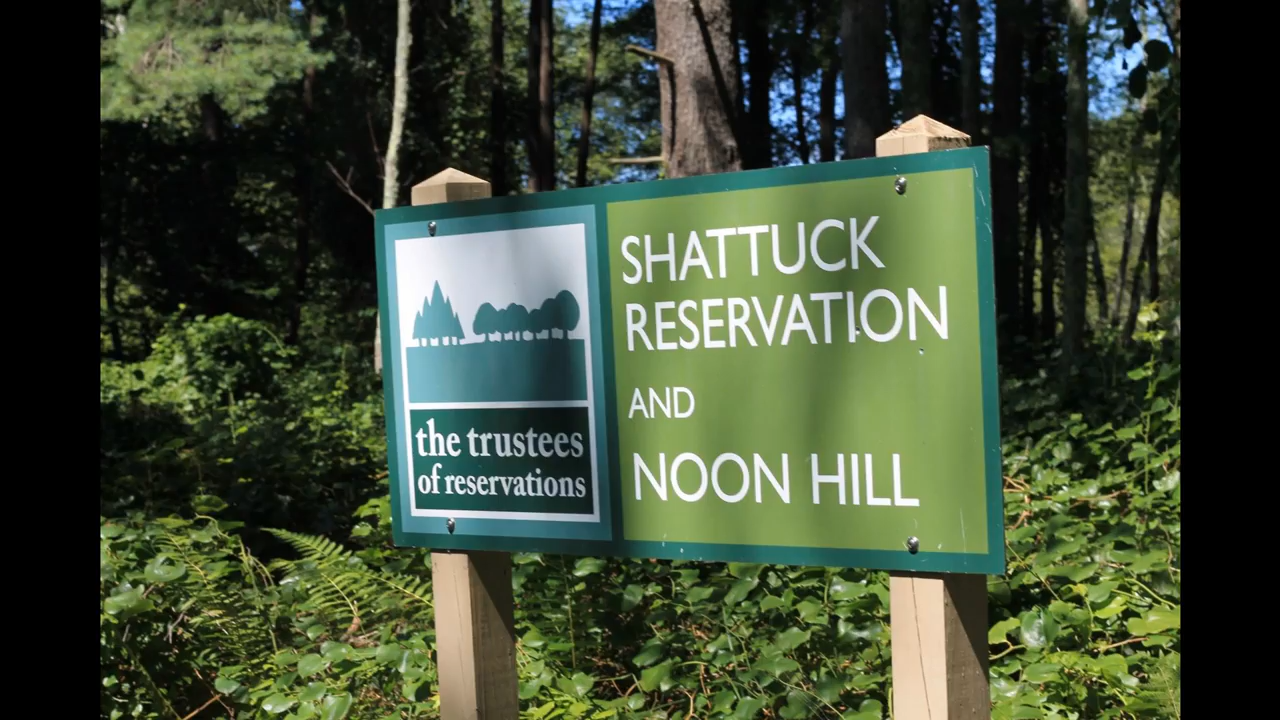 the trustees
of reservations
SHATTUCK
RESERVATION
AND
NOON HILL